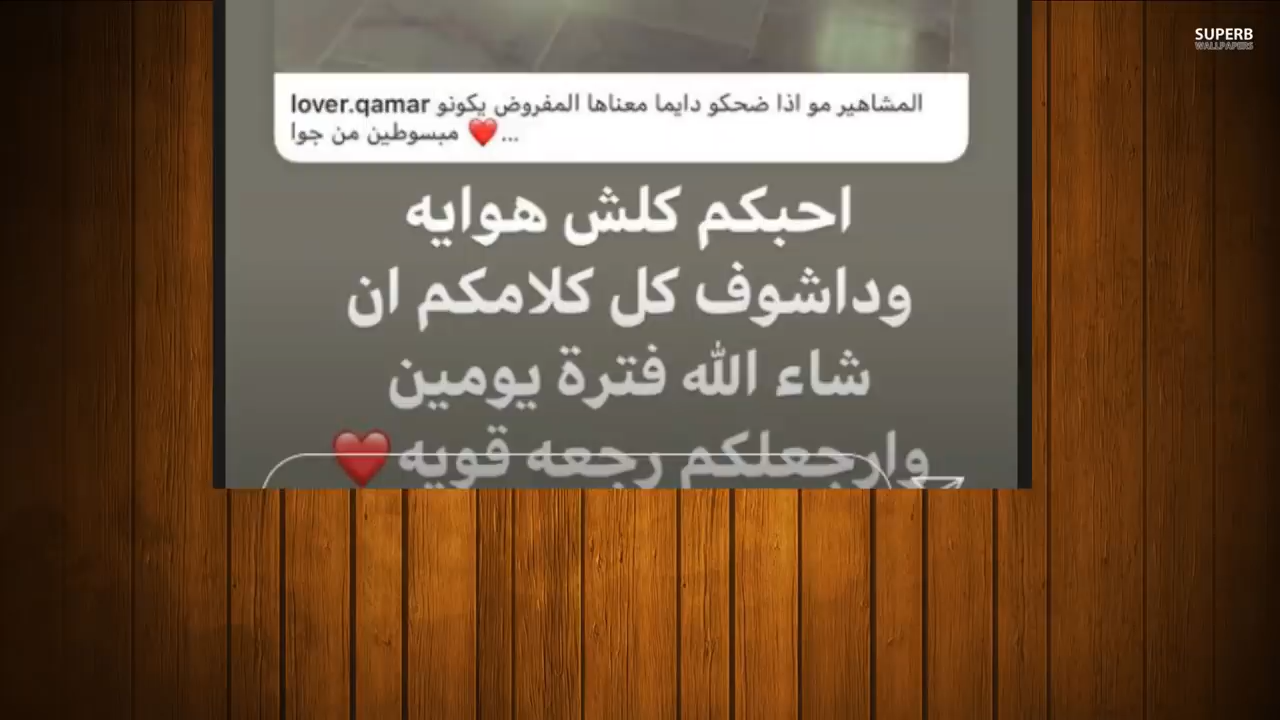 SUPERB
WALLPAPERS
lover.qamar المشاهير مو اذا ضحكو دايما معناها المفروض يكونو
مبسوطين من جوا ❤️...
احبكم كلش هوايه
وداشوف كل كلامكم ان
شاء الله فترة يومين
وارجعلكم رجعه قويه ❤️